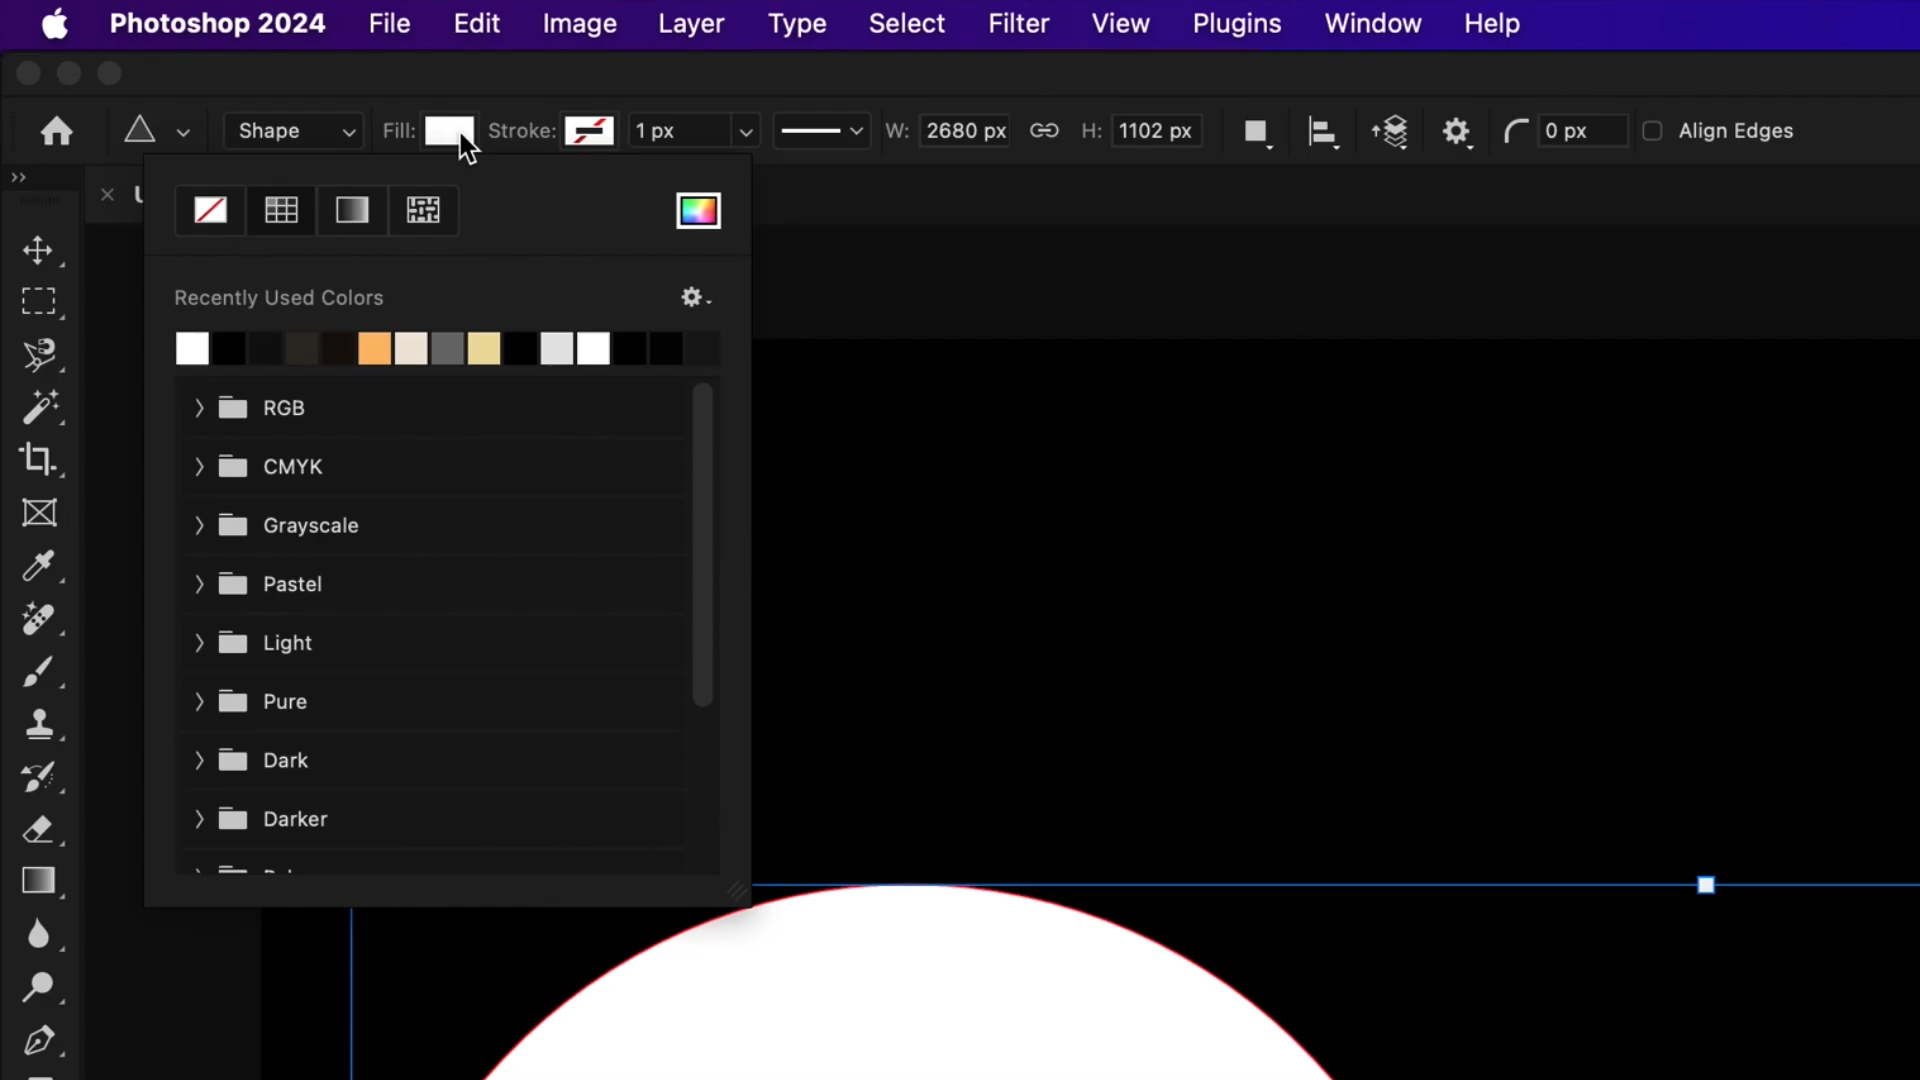 Photoshop 2024 File Edit Image Layer Type Select Filter View Plugins Window Help
Shape Fill: Stroke: 1 px W: 2680 px H: 1102 px 0 px Align Edges
Recently Used Colors
RGB
CMYK
Grayscale
Pastel
Light
Pure
Dark
Darker